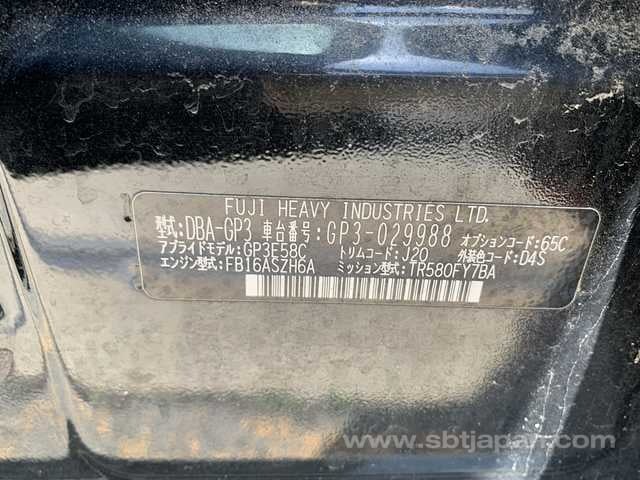 FUJI HEAVY INDUSTRIES LTD.
型式:DBA-GP3 車台番号:GP3-029988 オプションコード:65C
アプライドモデル:GP3E58C トリムコード:J20 外装色コード:D4S
エンジン型式:FB16ASZH6A ミッション型式:TR580FY7BA
www.sbtjapan.com